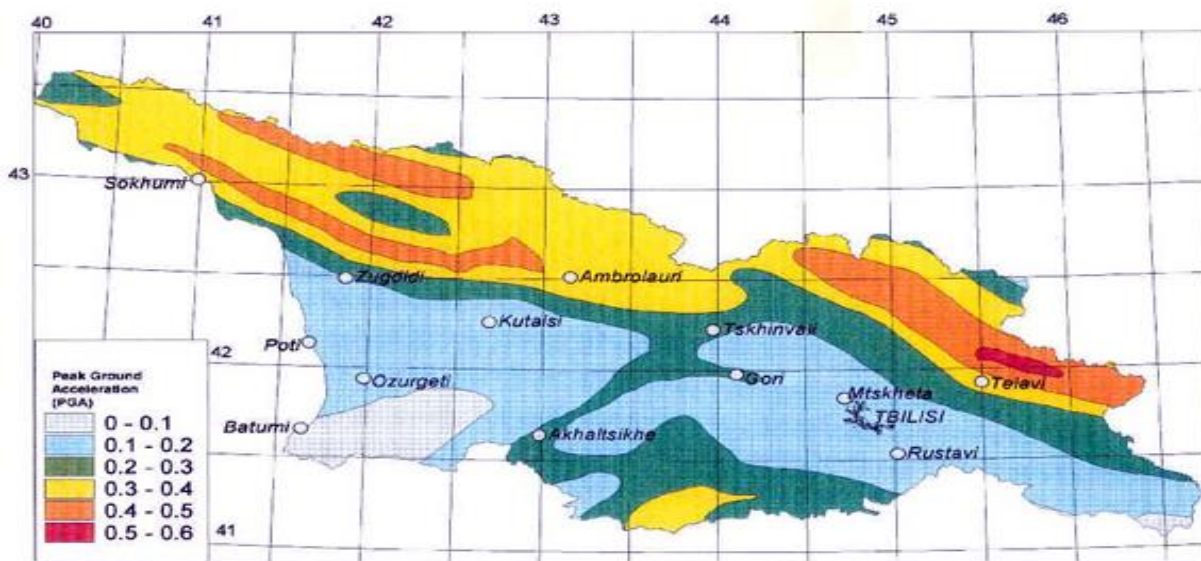 40 41 42 43 44 45 46
43
Sokhumi
Zugdidi
Ambrolauri
Kutaisi
Tskhinvali
Poti
42
Ozurgeti
Gori
Telavi
Mtskheta
TBILISI
Batumi
Akhaltsikhe
Rustavi
41
Peak Ground
Acceleration
(PGA)
0 - 0.1
0.1 - 0.2
0.2 - 0.3
0.3 - 0.4
0.4 - 0.5
0.5 - 0.6